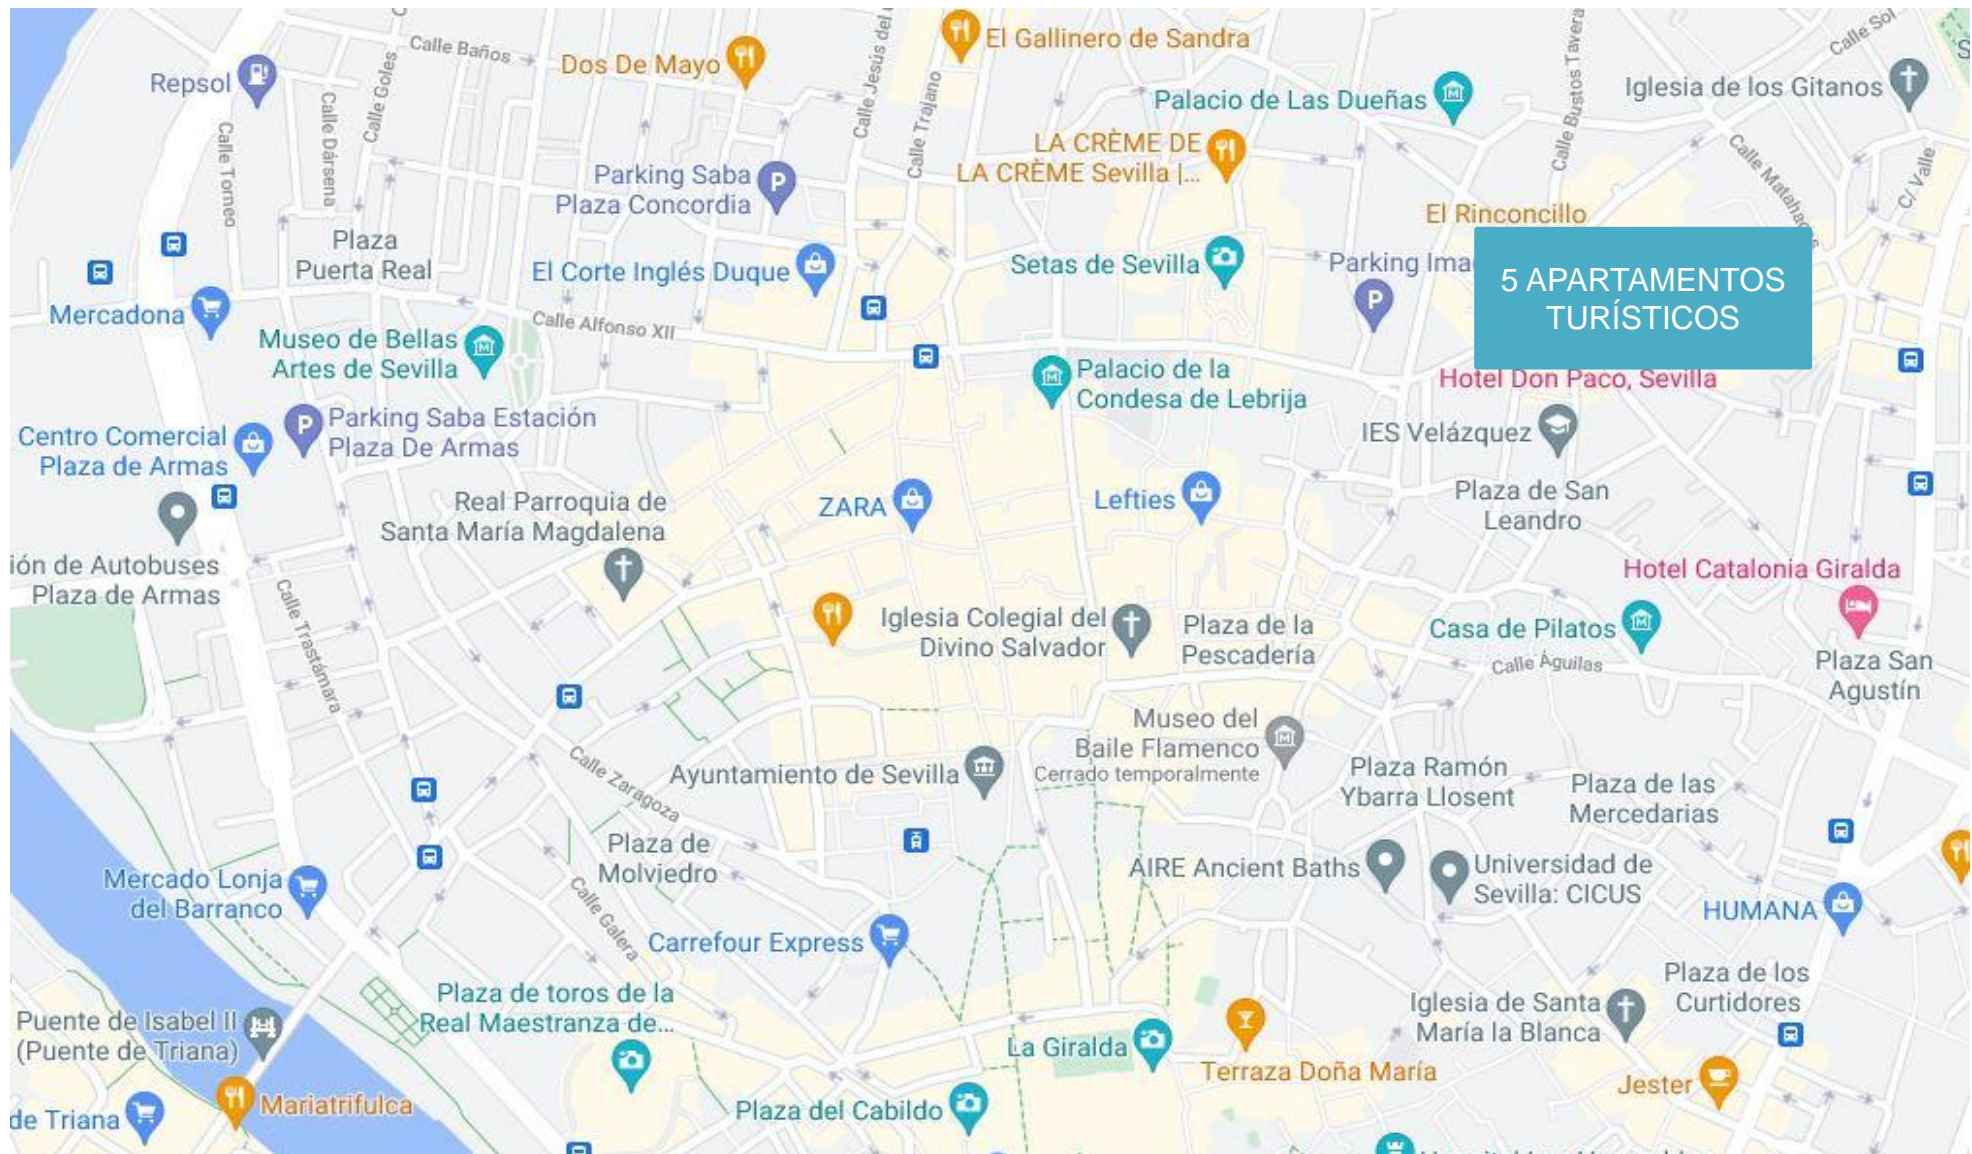 Calle Baños
Dos De Mayo
El Gallinero de Sandra
Calle Sol
Repsol
Calle Goles
Calle Jesús del
Calle Trajano
Palacio de Las Dueñas
Calle Bustos Tavera
Iglesia de los Gitanos
Calle Torneo
Calle Dársena
LA CRÈME DE
LA CRÈME Sevilla |...
Calle Matahacas
C/ Valle
Parking Saba
Plaza Concordia
El Rinconcillo
Plaza
Puerta Real
El Corte Inglés Duque
Setas de Sevilla
Parking Ima
5 APARTAMENTOS
TURÍSTICOS
Mercadona
Calle Alfonso XII
Museo de Bellas
Artes de Sevilla
Palacio de la
Condesa de Lebrija
Hotel Don Paco, Sevilla
Parking Saba Estación
Plaza De Armas
Centro Comercial
Plaza de Armas
IES Velázquez
Real Parroquia de
Santa María Magdalena
ZARA
Lefties
Plaza de San
Leandro
ión de Autobuses
Plaza de Armas
Hotel Catalonia Giralda
Calle Trastámara
Iglesia Colegial del
Divino Salvador
Plaza de la
Pescadería
Casa de Pilatos
Calle Águilas
Plaza San
Agustín
Museo del
Baile Flamenco
Cerrado temporalmente
Calle Zaragoza
Ayuntamiento de Sevilla
Plaza Ramón
Ybarra Llosent
Plaza de las
Mercedarias
Plaza de
Molviedro
AIRE Ancient Baths
Universidad de
Sevilla: CICUS
Mercado Lonja
del Barranco
Calle Galera
Carrefour Express
HUMANA
Plaza de toros de la
Real Maestranza de...
Plaza de los
Curtidores
Puente de Isabel II
(Puente de Triana)
Iglesia de Santa
María la Blanca
La Giralda
Terraza Doña María
Jester
Mariatrifulca
de Triana
Plaza del Cabildo